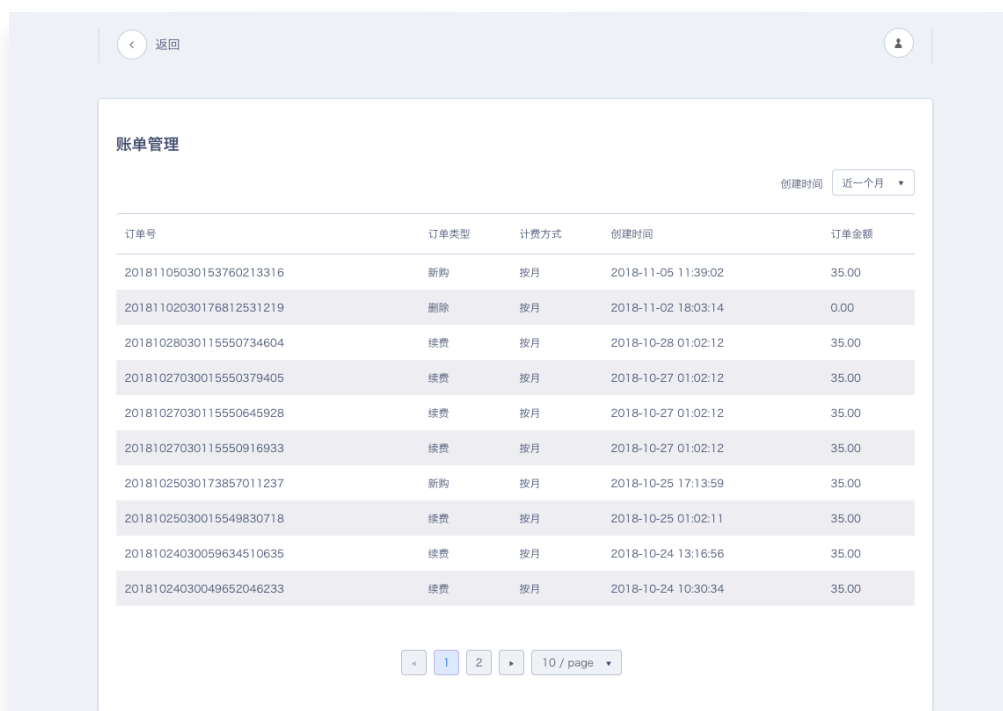 返回
账单管理
创建时间 近一个月
订单号 订单类型 计费方式 创建时间 订单金额
20181105030153760213316 新购 按月 2018-11-05 11:39:02 35.00
20181102030176812531219 删除 按月 2018-11-02 18:03:14 0.00
20181028030115550734604 续费 按月 2018-10-28 01:02:12 35.00
20181027030015550379405 续费 按月 2018-10-27 01:02:12 35.00
20181027030115550645928 续费 按月 2018-10-27 01:02:12 35.00
20181027030115550916933 续费 按月 2018-10-27 01:02:12 35.00
20181025030173857011237 新购 按月 2018-10-25 17:13:59 35.00
20181025030015549830718 续费 按月 2018-10-25 01:02:11 35.00
20181024030059634510635 续费 按月 2018-10-24 13:16:56 35.00
20181024030049652046233 续费 按月 2018-10-24 10:30:34 35.00
1 2 10 / page